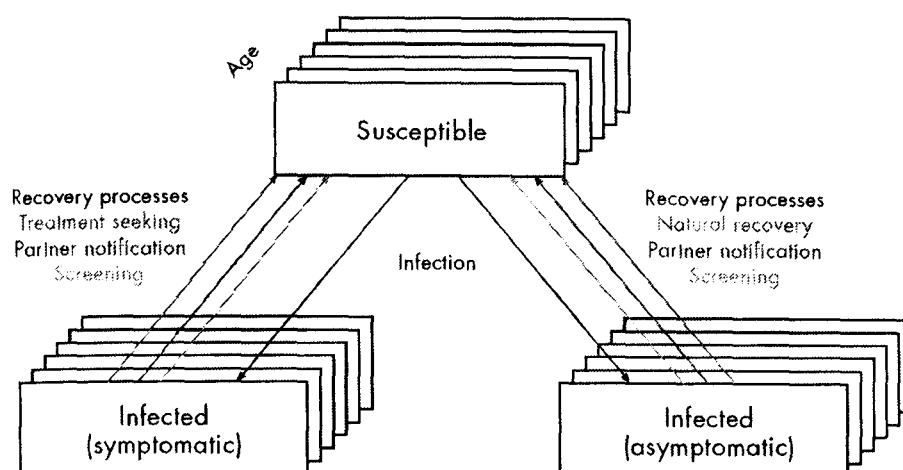 Age
Susceptible
Recovery processes
Treatment seeking
Partner notification
Screening
Infection
Recovery processes
Natural recovery
Partner notification
Screening
Infected
(symptomatic)
Infected
(asymptomatic)